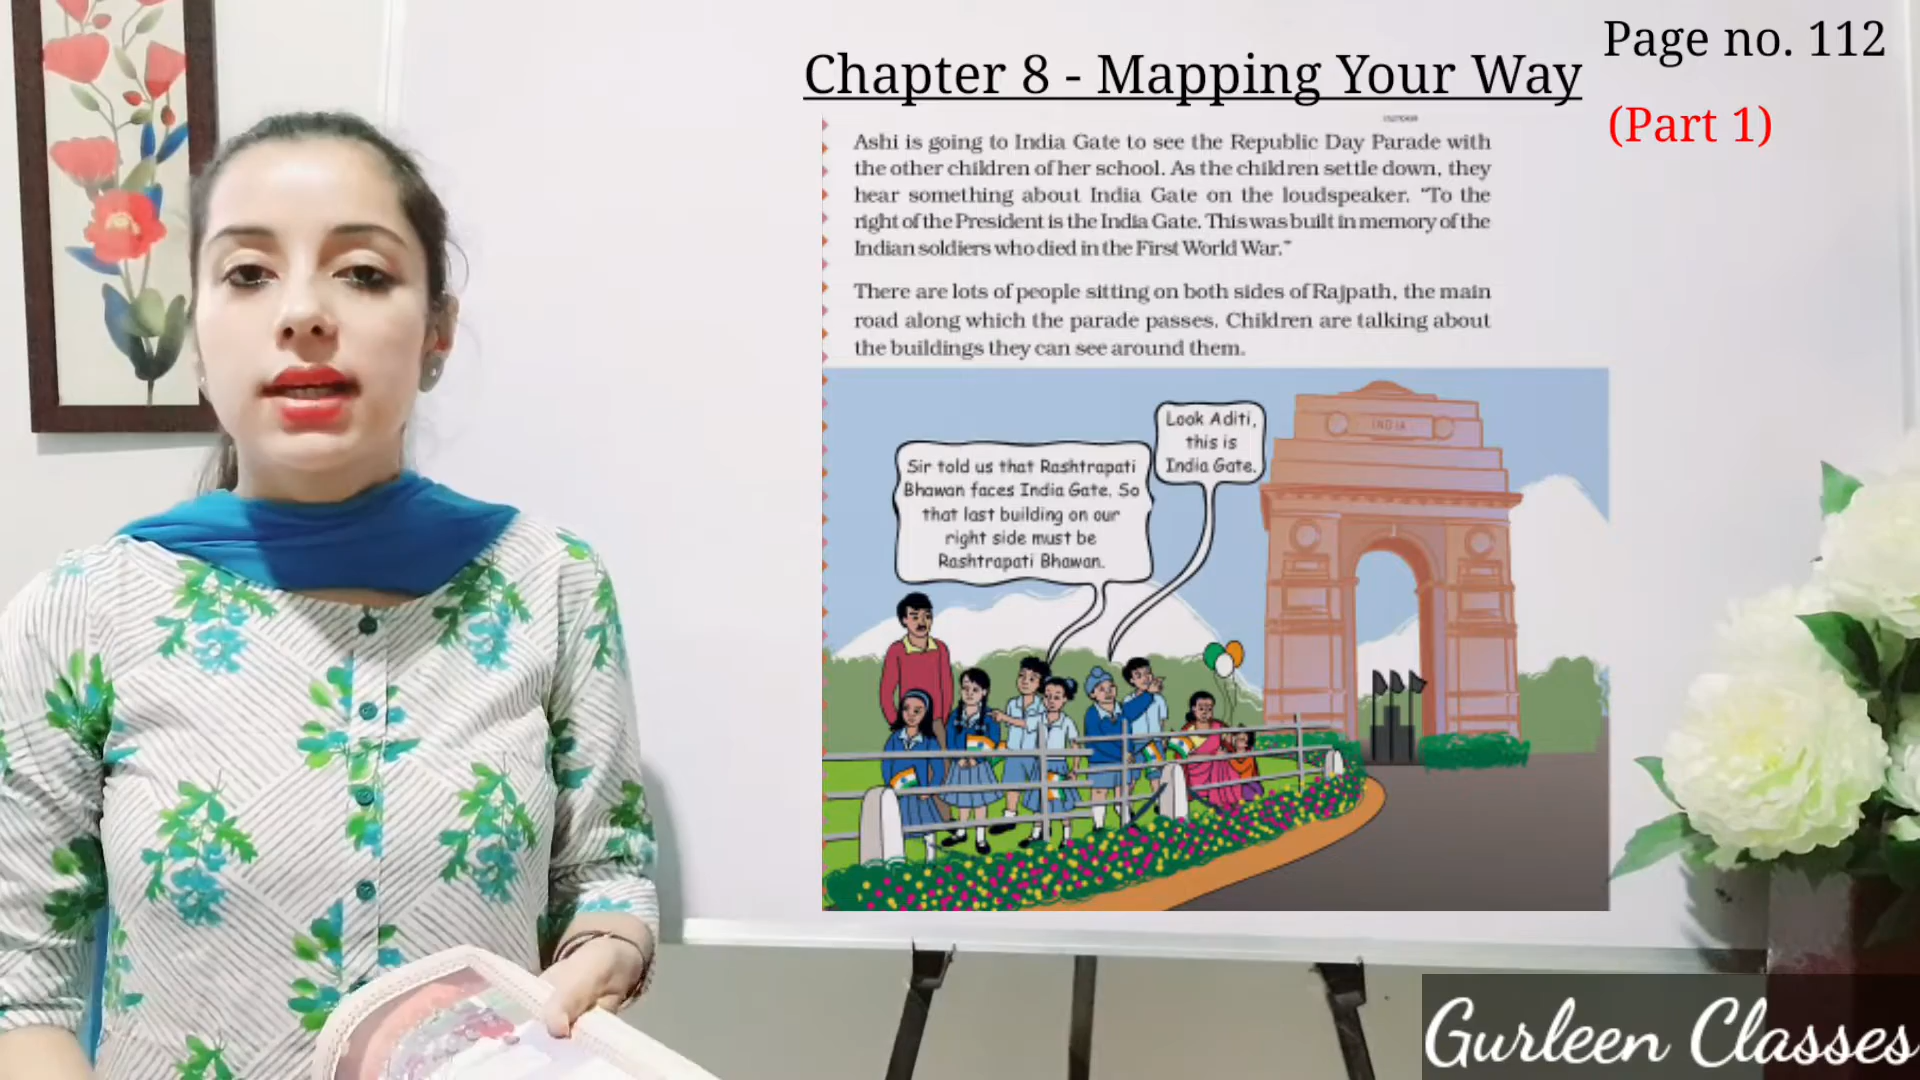 Page no. 112
Chapter 8 - Mapping Your Way
(Part 1)
Ashi is going to India Gate to see the Republic Day Parade with
the other children of her school. As the children settle down, they
hear something about India Gate on the loudspeaker. “To the
right of the President is the India Gate. This was built in memory of the
Indian soldiers who died in the First World War.”
There are lots of people sitting on both sides of Rajpath, the main
road along which the parade passes. Children are talking about
the buildings they can see around them.
Look Aditi,
this is
India Gate.
Sir told us that Rashtrapati
Bhawan faces India Gate. So
that last building on our
right side must be
Rashtrapati Bhawan.
INDIA
Gurleen Classes